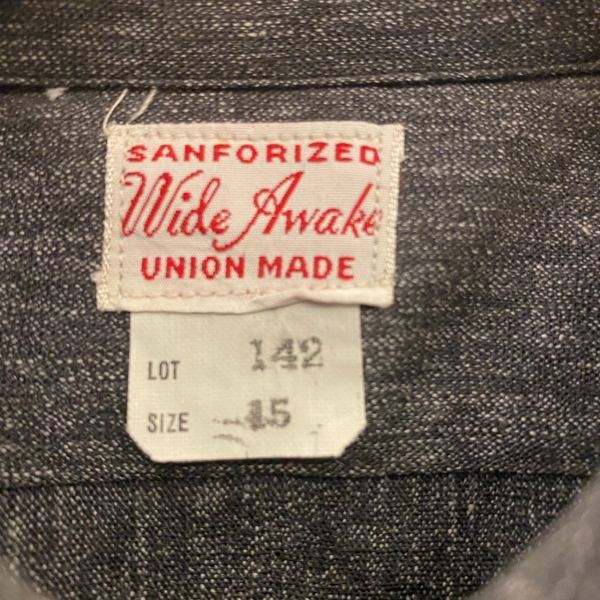 SANFORIZED
Wide Awake
UNION MADE
LOT 142
SIZE 15